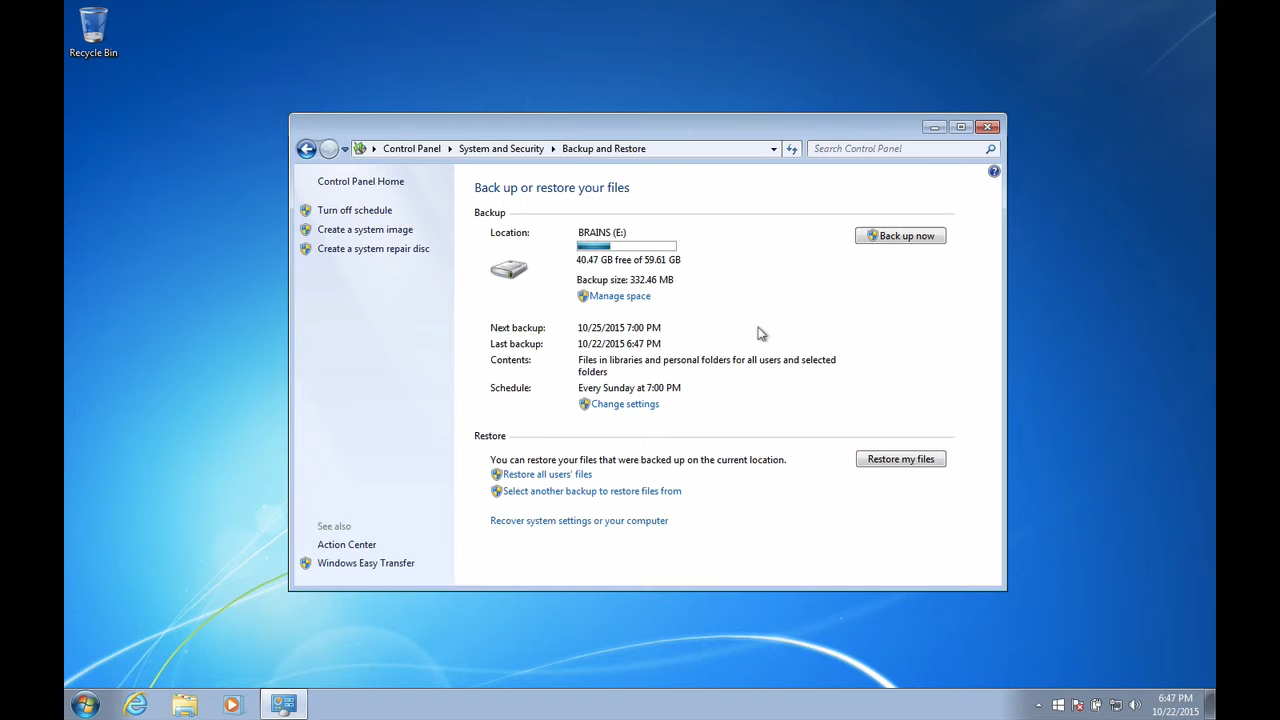 Recycle Bin
Control Panel
System and Security
Backup and Restore
Search Control Panel
Control Panel Home
Turn off schedule
Create a system image
Create a system repair disc
Back up or restore your files
Backup
Location:
BRAINS (E:)
40.47 GB free of 59.61 GB
Backup size: 332.46 MB
Manage space
Back up now
Next backup:
10/25/2015 7:00 PM
Last backup:
10/22/2015 6:47 PM
Contents:
Files in libraries and personal folders for all users and selected
folders
Schedule:
Every Sunday at 7:00 PM
Change settings
Restore
You can restore your files that were backed up on the current location.
Restore my files
Restore all users' files
Select another backup to restore files from
Recover system settings or your computer
See also
Action Center
Windows Easy Transfer
6:47 PM
10/22/2015